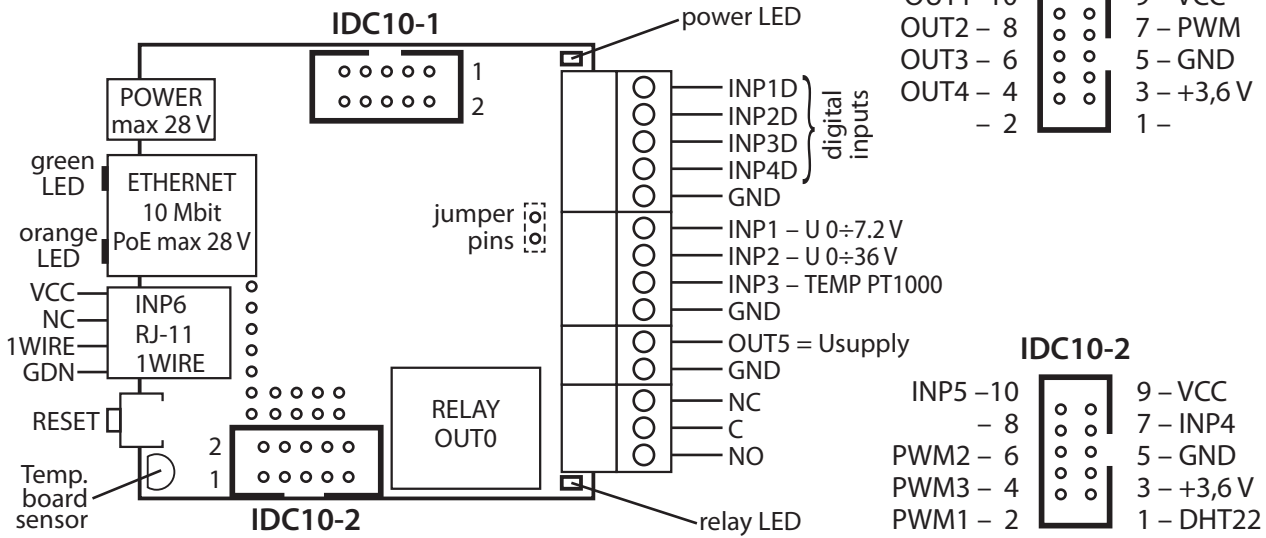 IDC10-1
power LED
1
2
POWER
max 28 V
green
LED
orange
LED
ETHERNET
10 Mbit
PoE max 28 V
VCC
NC
1WIRE
GDN
INP6
RJ-11
1WIRE
RESET
Temp.
board
sensor
jumper
pins
2
1
IDC10-2
RELAY
OUT0
INP1D
INP2D
INP3D
INP4D
digital
inputs
GND
INP1 – U 0÷7.2 V
INP2 – U 0÷36 V
INP3 – TEMP PT1000
GND
OUT5 = Usupply
GND
NC
C
NO
relay LED
OUT2 – 8
7 – PWM
OUT3 – 6
5 – GND
OUT4 – 4
3 – +3,6 V
– 2
1 –
IDC10-2
INP5 –10
9 – VCC
– 8
7 – INP4
PWM2 – 6
5 – GND
PWM3 – 4
3 – +3,6 V
PWM1 – 2
1 – DHT22